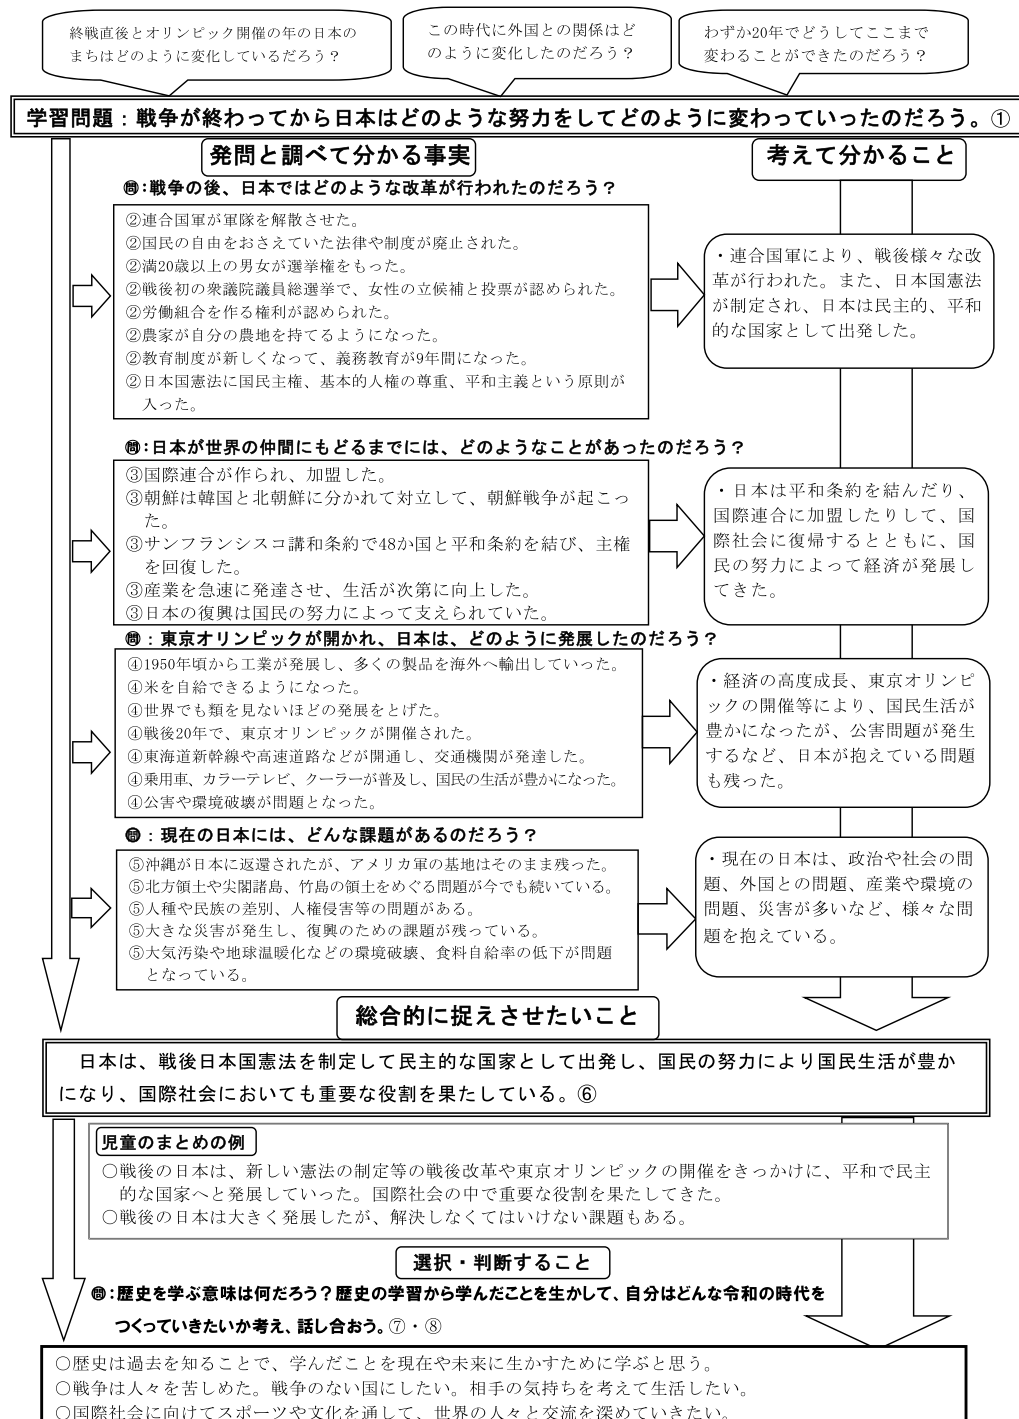 終戦直後とオリンピック開催の年の日本の
まちはどのように変化しているだろう？
この時代に外国との関係はど
のように変化したのだろう？
わずか20年でどうしてここまで
変わることができたのだろう？
学習問題：戦争が終わってから日本はどのような努力をしてどのように変わっていったのだろう。①
発問と調べて分かる事実
考えて分かること
㉄:戦争の後、日本ではどのような改革が行われたのだろう？
②連合国軍が軍隊を解散させた。
②国民の自由をおさえていた法律や制度が廃止された。
②満20歳以上の男女が選挙権をもった。
②戦後初の衆議院議員総選挙で、女性の立候補と投票が認められた。
②労働組合を作る権利が認められた。
②農家が自分の農地を持てるようになった。
②教育制度が新しくなって、義務教育が9年間になった。
②日本国憲法に国民主権、基本的人権の尊重、平和主義という原則が
入った。
・連合国軍により、戦後様々な改
革が行われた。また、日本国憲法
が制定され、日本は民主的、平和
的な国家として出発した。
㉄:日本が世界の仲間にもどるまでには、どのようなことがあったのだろう？
③国際連合が作られ、加盟した。
③朝鮮は韓国と北朝鮮に分かれて対立して、朝鮮戦争が起こっ
た。
③サンフランシスコ講和条約で48か国と平和条約を結び、主権
を回復した。
③産業を急速に発達させ、生活が次第に向上した。
③日本の復興は国民の努力によって支えられていた。
・日本は平和条約を結んだり、
国際連合に加盟したりして、国
際社会に復帰するとともに、国
民の努力によって経済が発展し
てきた。
㉄：東京オリンピックが開かれ、日本は、どのように発展したのだろう？
④1950年頃から工業が発展し、多くの製品を海外へ輸出していった。
④米を自給できるようになった。
④世界でも類を見ないほどの発展をとげた。
④戦後20年で、東京オリンピックが開催された。
④東海道新幹線や高速道路などが開通し、交通機関が発達した。
④乗用車、カラーテレビ、クーラーが普及し、国民の生活が豊かになった。
④公害や環境破壊が問題となった。
・経済の高度成長、東京オリンピ
ックの開催等により、国民生活が
豊かになったが、公害問題が発生
するなど、日本が抱えている問題
も残った。
㉄：現在の日本には、どんな課題があるのだろう？
⑤沖縄が日本に返還されたが、アメリカ軍の基地はそのまま残った。
⑤北方領土や尖閣諸島、竹島の領土をめぐる問題が今でも続いている。
⑤人種や民族の差別、人権侵害等の問題がある。
⑤大きな災害が発生し、復興のための課題が残っている。
⑤大気汚染や地球温暖化などの環境破壊、食料自給率の低下が問題
となっている。
・現在の日本は、政治や社会の問
題、外国との問題、産業や環境の
問題、災害が多いなど、様々な問
題を抱えている。
総合的に捉えさせたいこと
日本は、戦後日本国憲法を制定して民主的な国家として出発し、国民の努力により国民生活が豊か
になり、国際社会においても重要な役割を果たしている。⑥
児童のまとめの例
○戦後の日本は、新しい憲法の制定等の戦後改革や東京オリンピックの開催をきっかけに、平和で民主
的な国家へと発展していった。国際社会の中で重要な役割を果たしてきた。
○戦後の日本は大きく発展したが、解決しなくてはいけない課題もある。
選択・判断すること
㉄:歴史を学ぶ意味は何だろう？歴史の学習から学んだことを生かして、自分はどんな令和の時代を
つくっていきたいか考え、話し合おう。⑦・⑧
○歴史は過去を知ることで、学んだことを現在や未来に生かすために学ぶと思う。
○戦争は人々を苦しめた。戦争のない国にしたい。相手の気持ちを考えて生活したい。
○国際社会に向けてスポーツや文化を通して、世界の人々と交流を深めていきたい。